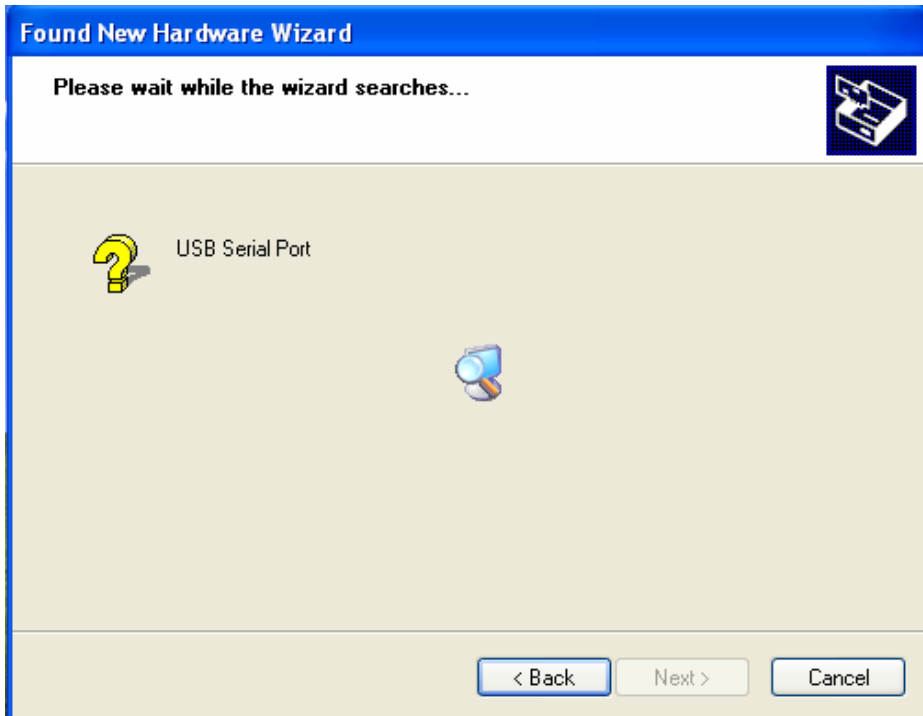 Found New Hardware Wizard
Please wait while the wizard searches...
USB Serial Port
< Back
Next >
Cancel